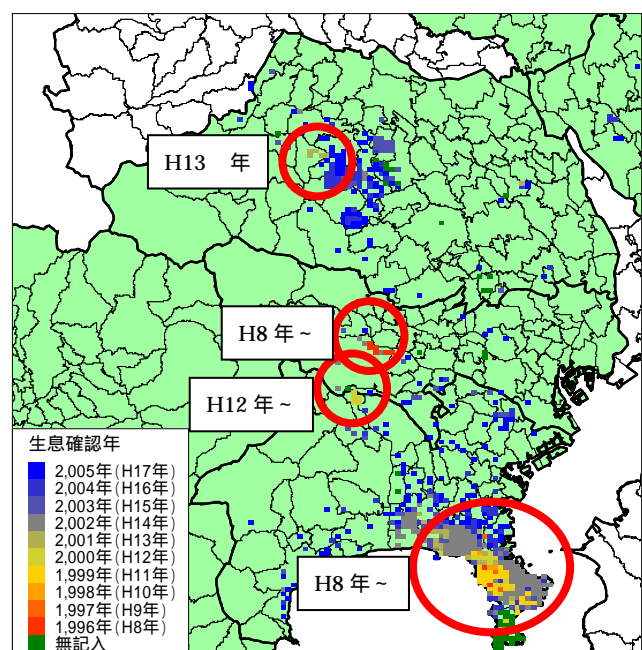 H13 年
H8 年～
H12 年～
H8 年～
生息確認年
2,005年(H17年)
2,004年(H16年)
2,003年(H15年)
2,002年(H14年)
2,001年(H13年)
2,000年(H12年)
1,999年(H11年)
1,998年(H10年)
1,997年(H9年)
1,996年(H8年)
無記入